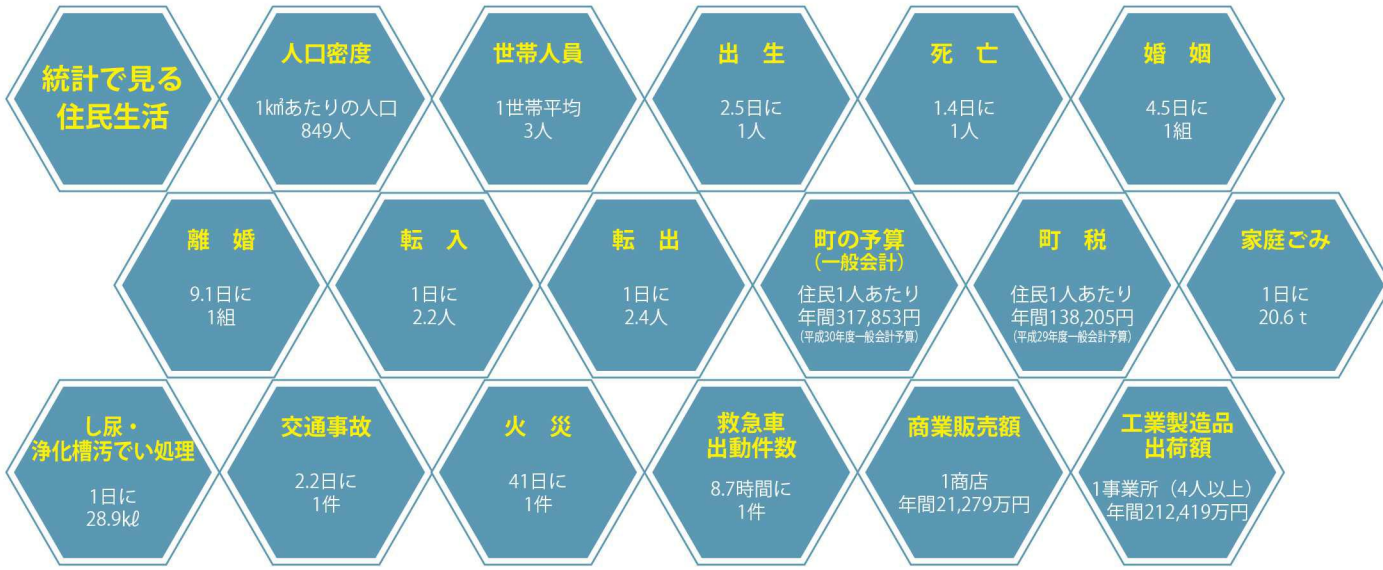 統計で見る
住民生活
人口密度
1k㎡あたりの人口
849人
世帯人員
1世帯平均
3人
出 生
2.5日に
1人
死 亡
1.4日に
1人
婚 姻
4.5日に
1組
離 婚
9.1日に
1組
転 入
1日に
2.2人
転 出
1日に
2.4人
町の予算
（一般会計）
住民1人あたり
年間317,853円
(平成30年度一般会計予算)
町 税
住民1人あたり
年間138,205円
(平成29年度一般会計予算)
家庭ごみ
1日に
20.6 t
し尿・
浄化槽汚でい処理
1日に
28.9kℓ
交通事故
2.2日に
1件
火 災
41日に
1件
救急車
出動件数
8.7時間に
1件
商業販売額
1商店
年間21,279万円
工業製造品
出荷額
1事業所（4人以上）
年間212,419万円